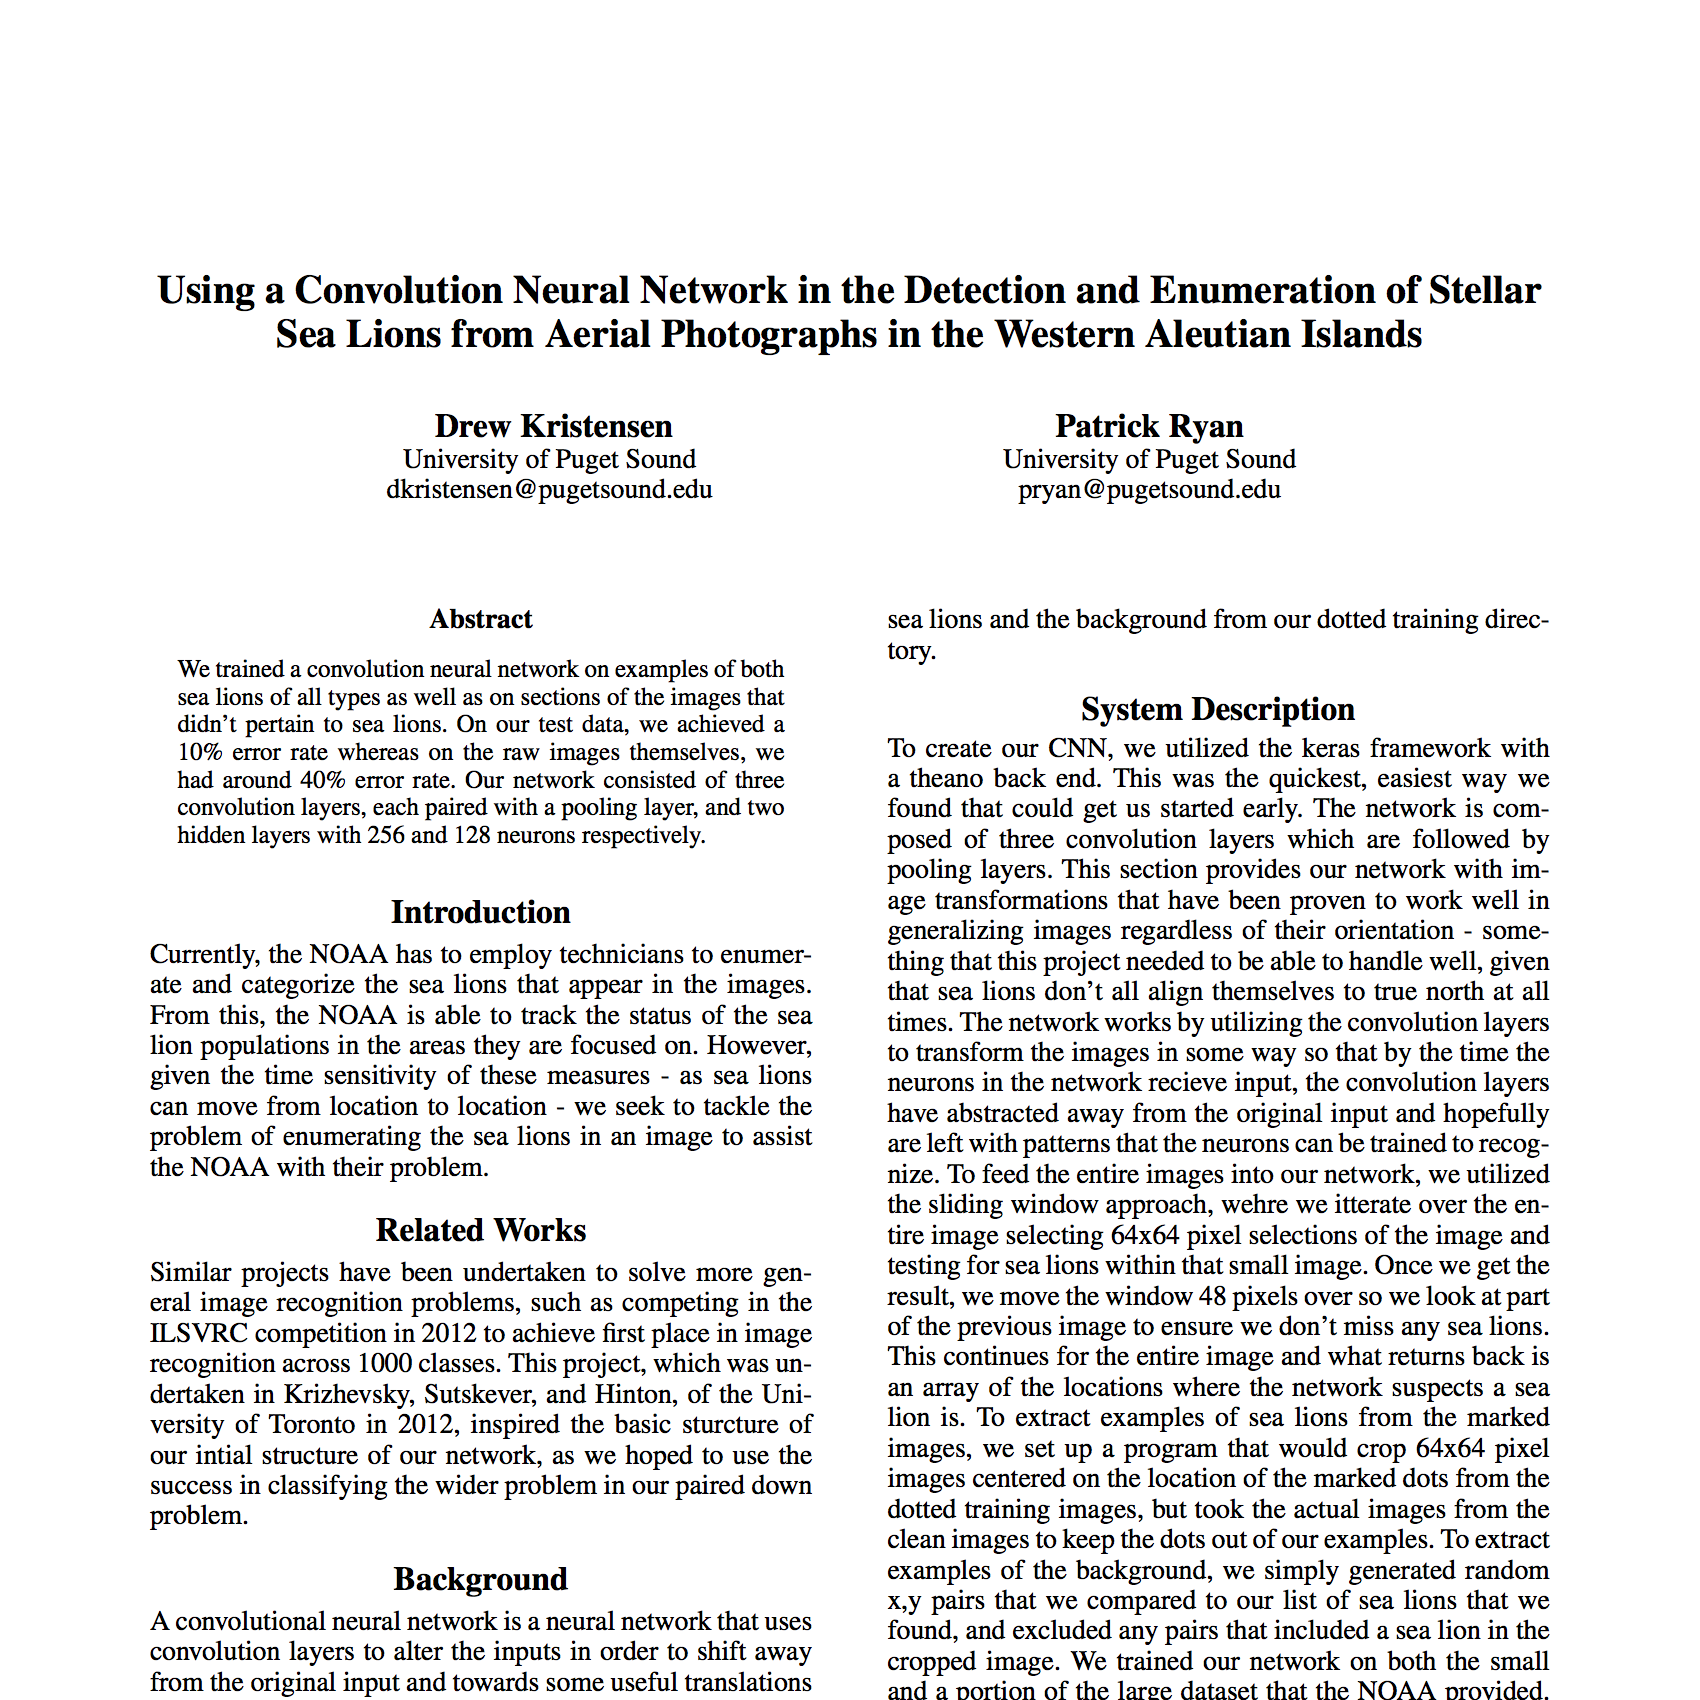 Using a Convolution Neural Network in the Detection and Enumeration of Stellar
Sea Lions from Aerial Photographs in the Western Aleutian Islands
Drew Kristensen
University of Puget Sound
dkristensen@pugetsound.edu
Patrick Ryan
University of Puget Sound
pryan@pugetsound.edu
Abstract
We trained a convolution neural network on examples of both
sea lions of all types as well as on sections of the images that
didn't pertain to sea lions. On our test data, we achieved a
10% error rate whereas on the raw images themselves, we
had around 40% error rate. Our network consisted of three
convolution layers, each paired with a pooling layer, and two
hidden layers with 256 and 128 neurons respectively.
Introduction
Currently, the NOAA has to employ technicians to enumer-
ate and categorize the sea lions that appear in the images.
From this, the NOAA is able to track the status of the sea
lion populations in the areas they are focused on. However,
given the time sensitivity of these measures - as sea lions
can move from location to location - we seek to tackle the
problem of enumerating the sea lions in an image to assist
the NOAA with their problem.
Related Works
Similar projects have been undertaken to solve more gen-
eral image recognition problems, such as competing in the
ILSVRC competition in 2012 to achieve first place in image
recognition across 1000 classes. This project, which was un-
dertaken in Krizhevsky, Sutskever, and Hinton, of the Uni-
versity of Toronto in 2012, inspired the basic sturcture of
our intial structure of our network, as we hoped to use the
success in classifying the wider problem in our paired down
problem.
Background
A convolutional neural network is a neural network that uses
convolution layers to alter the inputs in order to shift away
from the original input and towards some useful translations
sea lions and the background from our dotted training direc-
tory.
System Description
To create our CNN, we utilized the keras framework with
a theano back end. This was the quickest, easiest way we
found that could get us started early. The network is com-
posed of three convolution layers which are followed by
pooling layers. This section provides our network with im-
age transformations that have been proven to work well in
generalizing images regardless of their orientation - some-
thing that this project needed to be able to handle well, given
that sea lions don't all align themselves to true north at all
times. The network works by utilizing the convolution layers
to transform the images in some way so that by the time the
neurons in the network recieve input, the convolution layers
have abstracted away from the original input and hopefully
are left with patterns that the neurons can be trained to recog-
nize. To feed the entire images into our network, we utilized
the sliding window approach, wehre we itterate over the en-
tire image selecting 64x64 pixel selections of the image and
testing for sea lions within that small image. Once we get the
result, we move the window 48 pixels over so we look at part
of the previous image to ensure we don't miss any sea lions.
This continues for the entire image and what returns back is
an array of the locations where the network suspects a sea
lion is. To extract examples of sea lions from the marked
images, we set up a program that would crop 64x64 pixel
images centered on the location of the marked dots from the
dotted training images, but took the actual images from the
clean images to keep the dots out of our examples. To extract
examples of the background, we simply generated random
x,y pairs that we compared to our list of sea lions that we
found, and excluded any pairs that included a sea lion in the
cropped image. We trained our network on both the small
and a portion of the large dataset that the NOAA provided.